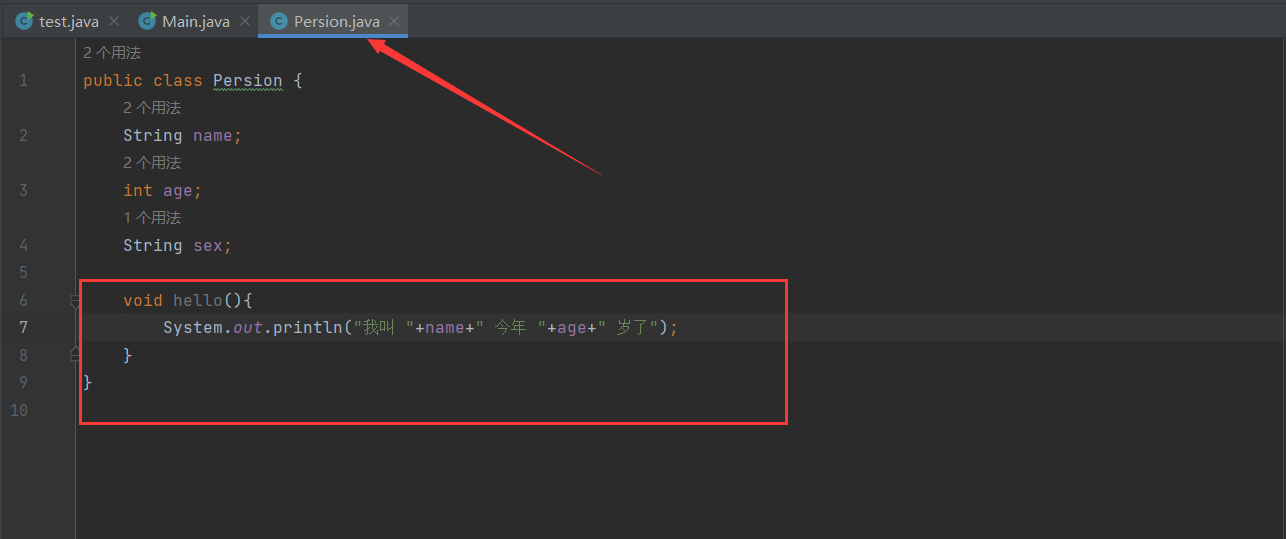 test.java Main.java Persion.java
2 个用法
1 public class Persion {
2 个用法
2 String name;
2 个用法
3 int age;
1 个用法
4 String sex;
5
6 void hello(){
7 System.out.println("我叫 "+name+" 今年 "+age+" 岁了");
8 }
9 }
10